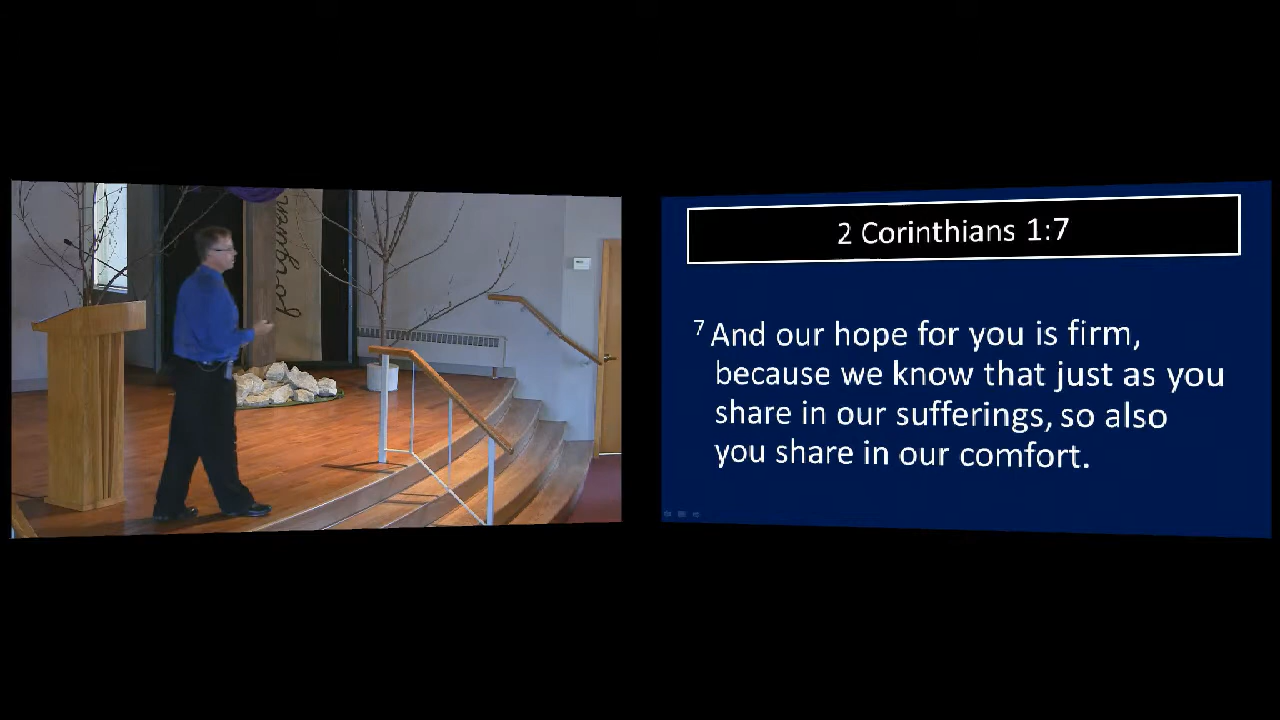 forgiven
2 Corinthians 1:7
7 And our hope for you is firm,
because we know that just as you
share in our sufferings, so also
you share in our comfort.